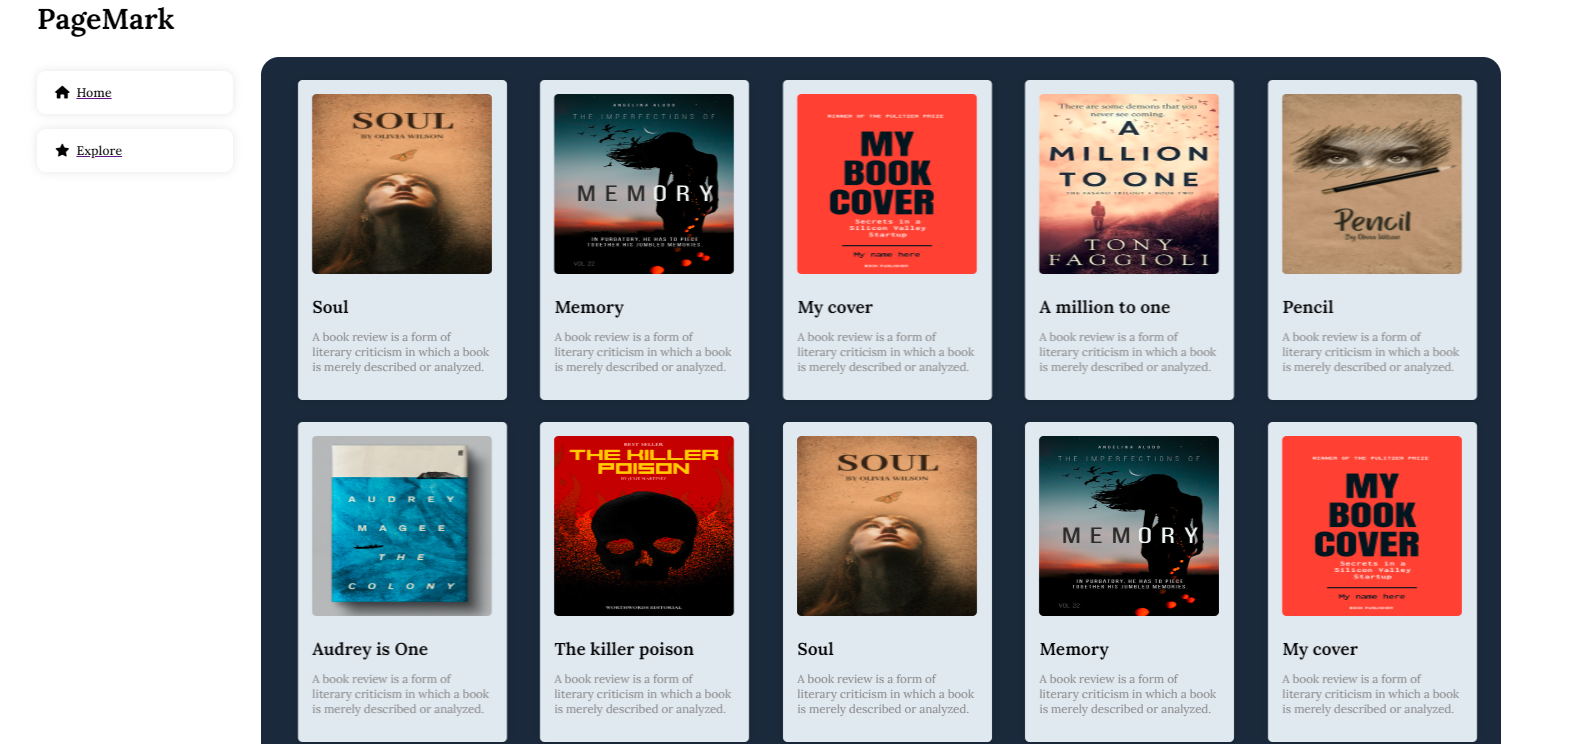 PageMark
Home
Explore
SOUL
BY OLIVIA WILSON
Soul
A book review is a form of
literary criticism in which a book
is merely described or analyzed.
ANGELINA ALUDO
THE IMPERFECTIONS OF
MEMORY
IN PURGATORY, HE HAS TO PIECE
TOGETHER HIS JUMBLED MEMORIES
VOL.22
Memory
A book review is a form of
literary criticism in which a book
is merely described or analyzed.
WINNER OF THE PULITZER PRIZE
MY
BOOK
COVER
Secrets in a
Silicon Valley
Startup
My name here
BOOK PUBLISHER
My cover
A book review is a form of
literary criticism in which a book
is merely described or analyzed.
There are some demons that you
never see coming.
A
MILLION
TO ONE
THE FASANO TRILOGY • BOOK TWO
TONY
FAGGIOLI
A million to one
A book review is a form of
literary criticism in which a book
is merely described or analyzed.
Pencil
By Olivia Wilson
Pencil
A book review is a form of
literary criticism in which a book
is merely described or analyzed.
AUDREY
MAGEE
THE
COLONY
Audrey is One
A book review is a form of
literary criticism in which a book
is merely described or analyzed.
BEST SELLER
THE KILLER
POISON
BY JULIE MARTINEZ
WORTHWORDS EDITORIAL
The killer poison
A book review is a form of
literary criticism in which a book
is merely described or analyzed.
SOUL
BY OLIVIA WILSON
Soul
A book review is a form of
literary criticism in which a book
is merely described or analyzed.
ANGELINA ALUDO
THE IMPERFECTIONS OF
MEMORY
IN PURGATORY, HE HAS TO PIECE
TOGETHER HIS JUMBLED MEMORIES
VOL.22
Memory
A book review is a form of
literary criticism in which a book
is merely described or analyzed.
WINNER OF THE PULITZER PRIZE
MY
BOOK
COVER
Secrets in a
Silicon Valley
Startup
My name here
BOOK PUBLISHER
My cover
A book review is a form of
literary criticism in which a book
is merely described or analyzed.